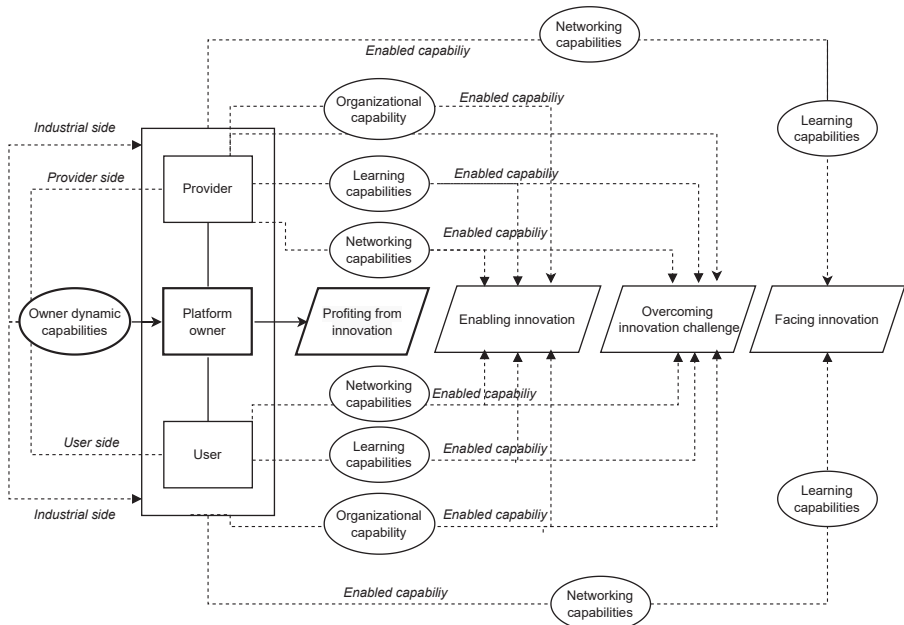 Networking
capabilities
Enabled capabiliy
Organizational
capability
Enabled capabiliy
Learning
capabilities
Industrial side
Provider side
Provider
Learning
capabilities
Enabled capabiliy
Networking
capabilities
Enabled capabiliy
Owner dynamic
capabilities
Platform
owner
Profiting from
innovation
Enabling innovation
Overcoming
innovation challenge
Facing innovation
Networking
capabilities
Enabled capabiliy
User side
User
Learning
capabilities
Enabled capabiliy
Learning
capabilities
Industrial side
Organizational
capability
Enabled capabiliy
Enabled capabiliy
Networking
capabilities